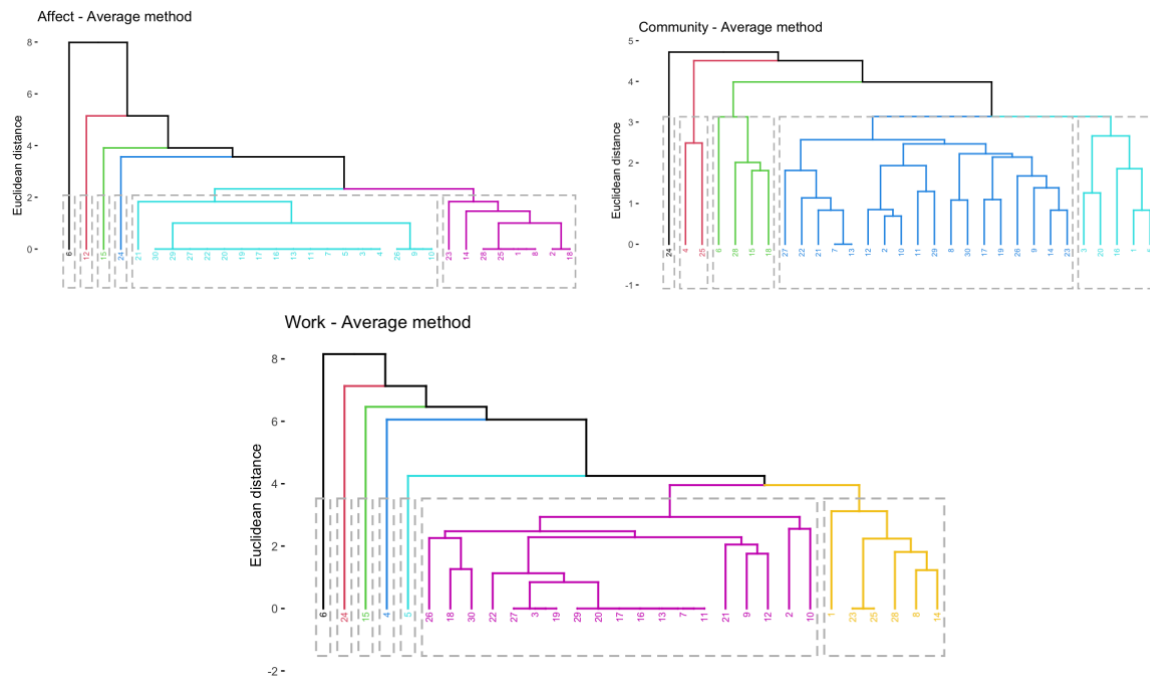 Affect - Average method
Euclidean distance
8
6
4
2
0
6 12 15 24 21 30 29 27 22 20 19 17 16 13 11 7 5 3 4 26 9 10 23 14 28 25 1 8 2 18
Community - Average method
Euclidean distance
5
4
3
2
1
0
-1
24 4 25 6 28 15 18 27 22 21 7 13 12 2 10 11 29 8 30 17 19 26 9 14 23 3 20 16 1
Work - Average method
Euclidean distance
8
6
4
2
0
-2
6 24 15 4 5 26 18 30 22 27 3 19 29 20 17 16 13 7 11 21 9 12 2 10 1 23 25 28 8 14